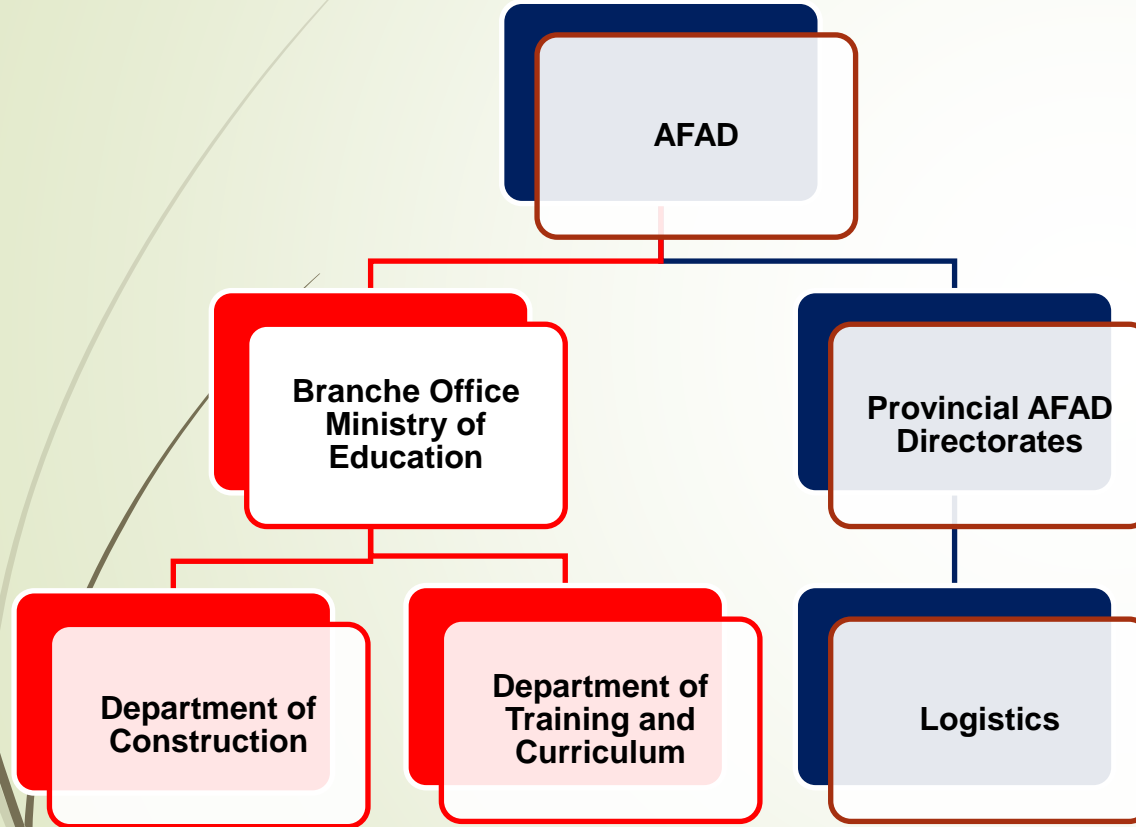 AFAD
Branche Office
Ministry of
Education
Provincial AFAD
Directorates
Department of
Construction
Department of
Training and
Curriculum
Logistics